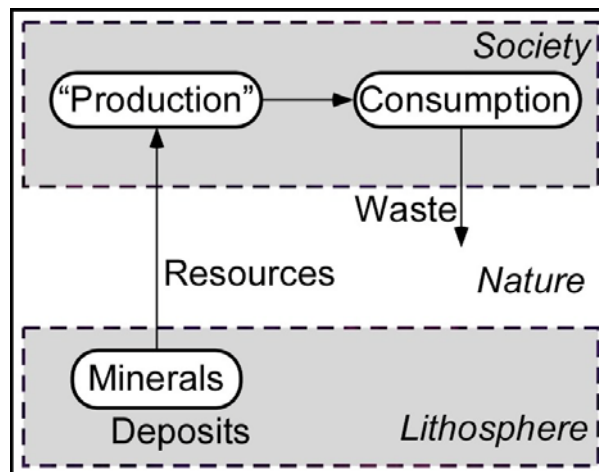 Society
“Production”
Consumption
Waste
Resources
Nature
Minerals
Deposits
Lithosphere